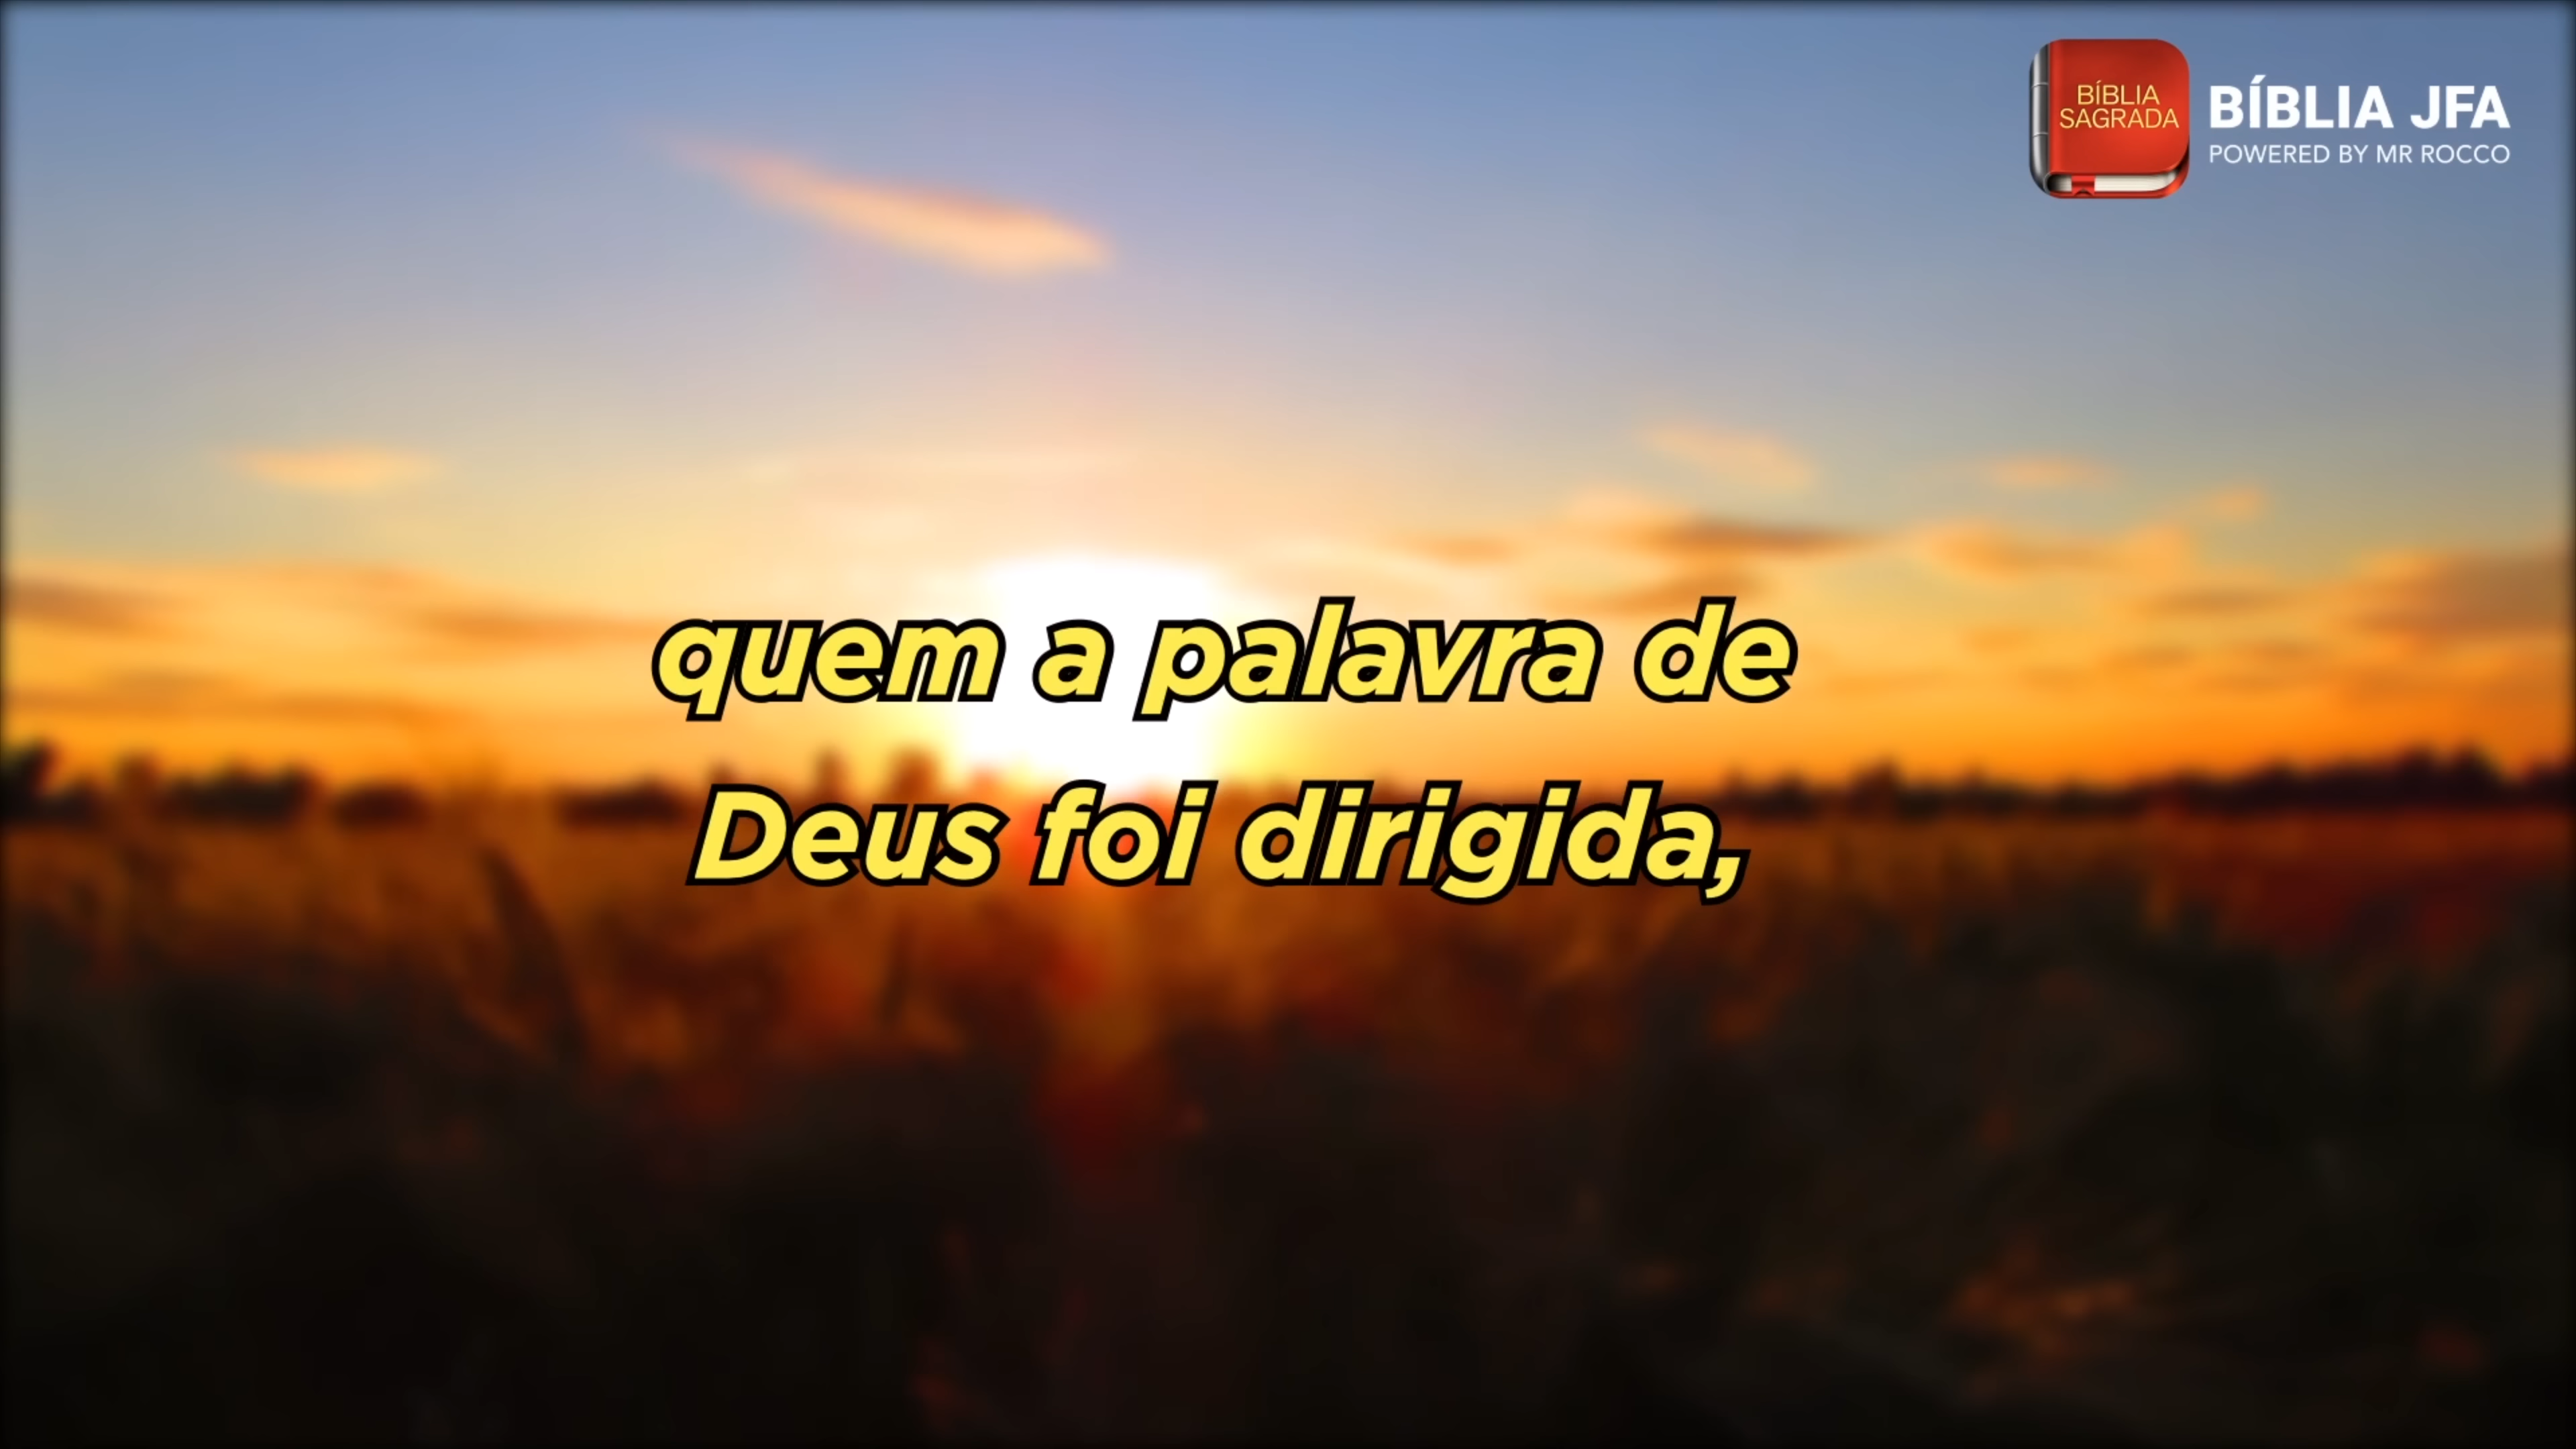 BÍBLIA
SAGRADA
BÍBLIA JFA
POWERED BY MR ROCCO
quem a palavra de
Deus foi dirigida,